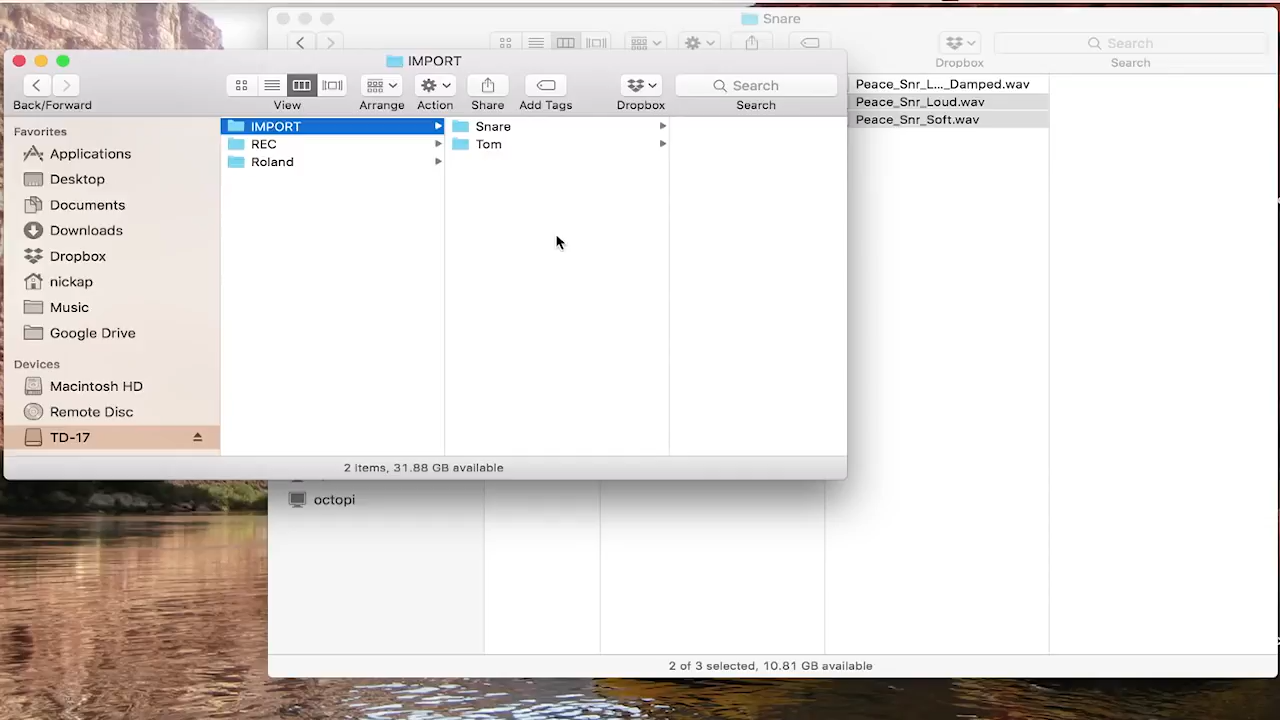 Snare
Search
Dropbox
Search
Peace_Snr_L..._Damped.wav
Peace_Snr_Loud.wav
Peace_Snr_Soft.wav
IMPORT
Search
Back/Forward
View
Arrange
Action
Share
Add Tags
Dropbox
Search
Favorites
Applications
Desktop
Documents
Downloads
Dropbox
nickap
Music
Google Drive
Devices
Macintosh HD
Remote Disc
TD-17
IMPORT
REC
Roland
Snare
Tom
2 items, 31.88 GB available
octopi
2 of 3 selected, 10.81 GB available